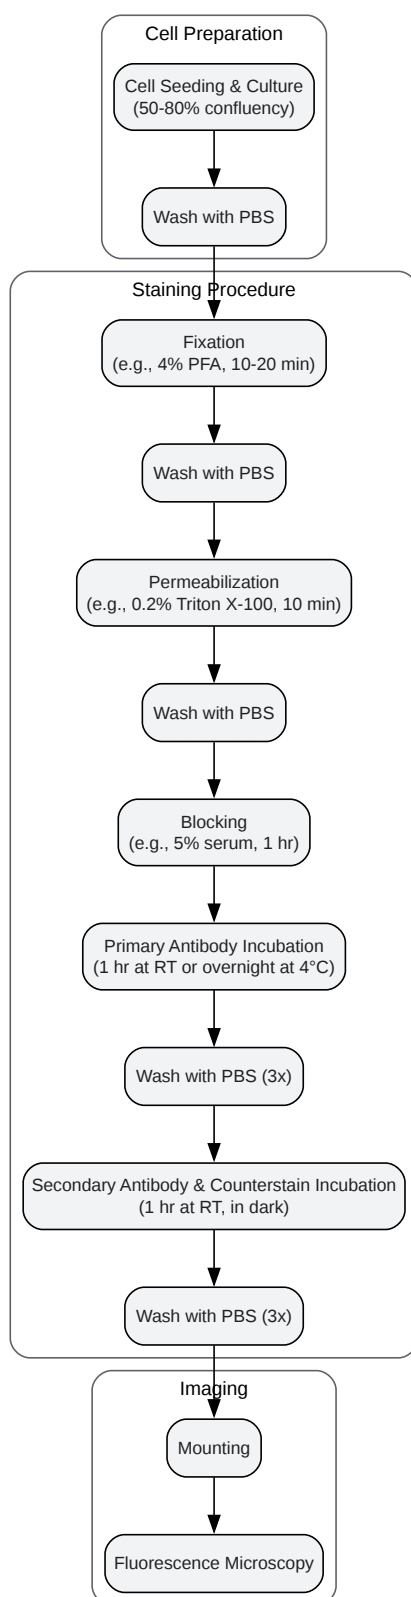 Cell Preparation
Cell Seeding & Culture
(50-80% confluency)
Wash with PBS
Staining Procedure
Fixation
(e.g., 4% PFA, 10-20 min)
Wash with PBS
Permeabilization
(e.g., 0.2% Triton X-100, 10 min)
Wash with PBS
Blocking
(e.g., 5% serum, 1 hr)
Primary Antibody Incubation
(1 hr at RT or overnight at 4°C)
Wash with PBS (3x)
Secondary Antibody & Counterstain Incubation
(1 hr at RT, in dark)
Wash with PBS (3x)
Imaging
Mounting
Fluorescence Microscopy